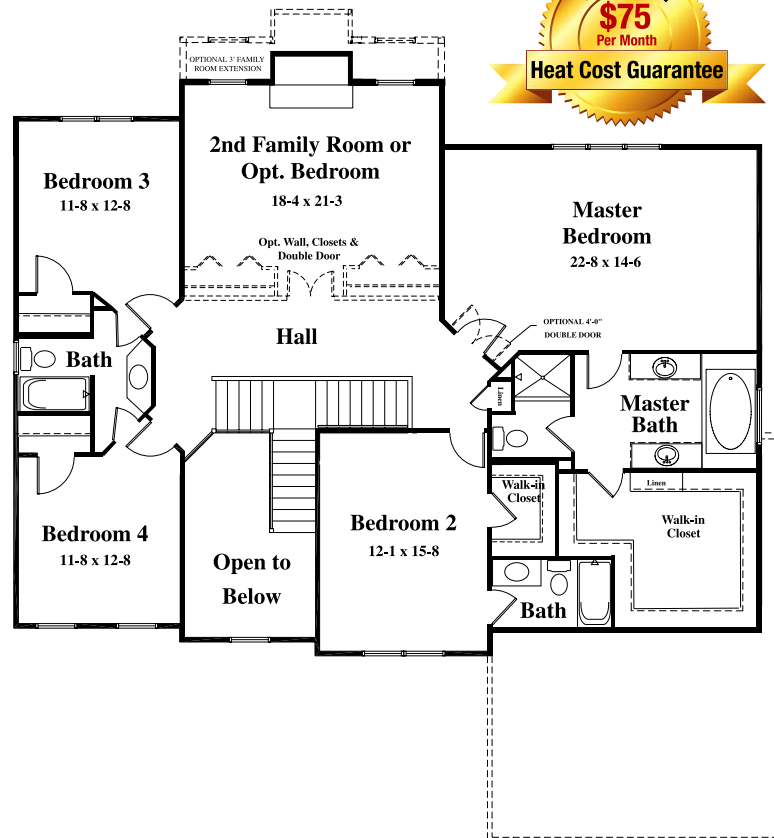 $75
Per Month
Heat Cost Guarantee
OPTIONAL 3' FAMILY
ROOM EXTENSION
2nd Family Room or
Opt. Bedroom
18-4 x 21-3
Opt. Wall, Closets &
Double Door
Bedroom 3
11-8 x 12-8
Master
Bedroom
22-8 x 14-6
OPTIONAL 4'-0"
DOUBLE DOOR
Hall
Bath
Linen
Master
Bath
Walk-in
Closet
Linen
Walk-in
Closet
Bedroom 4
11-8 x 12-8
Open to
Below
Bedroom 2
12-1 x 15-8
Bath